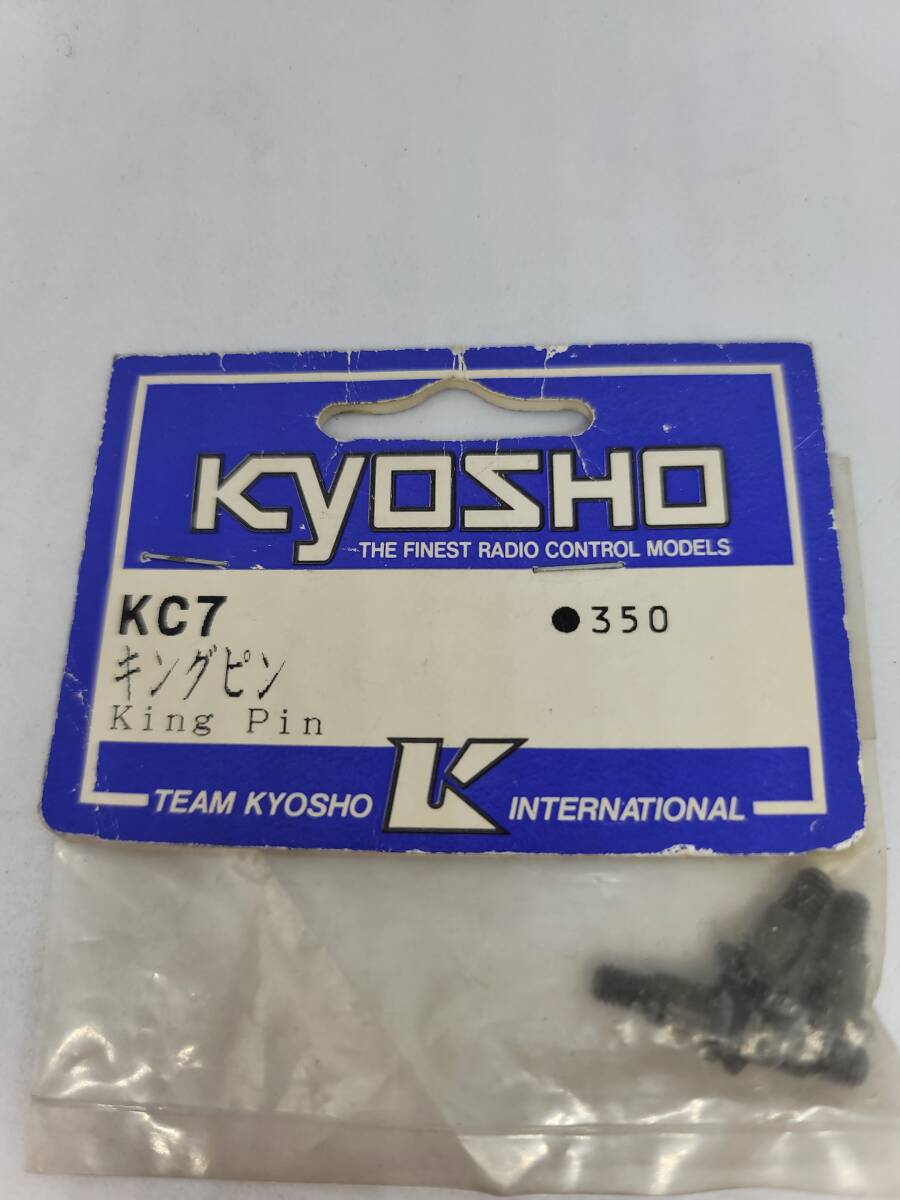 KYOSHO
THE FINEST RADIO CONTROL MODELS
KC7
●350
キングピン
King Pin
K
TEAM KYOSHO INTERNATIONAL